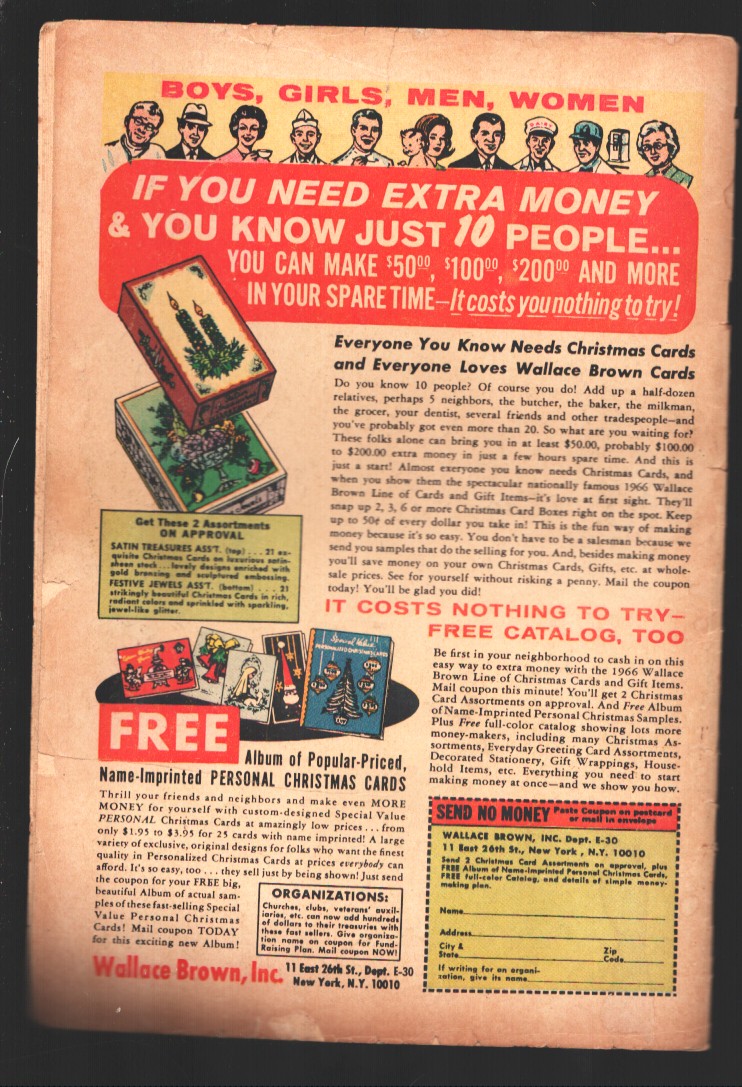 BOYS, GIRLS, MEN, WOMEN
IF YOU NEED EXTRA MONEY
& YOU KNOW JUST 10 PEOPLE...
YOU CAN MAKE $50.00, $100.00, $200.00 AND MORE
IN YOUR SPARE TIME—It costs you nothing to try!
Everyone You Know Needs Christmas Cards
and Everyone Loves Wallace Brown Cards
Do you know 10 people? Of course you do! Add up a half-dozen
relatives, perhaps 5 neighbors, the butcher, the baker, the milkman,
the grocer, your dentist, several friends and other tradespeople—and
you've probably got even more than 20. So what are you waiting for?
These folks alone can bring you in at least $50.00, probably $100.00
to $200.00 extra money in just a few hours spare time. And this is
just a start! Almost exeryone you know needs Christmas Cards, and
when you show them the spectacular nationally famous 1966 Wallace
Brown Line of Cards and Gift Items—it's love at first sight. They'll
snap up 2, 3, 6 or more Christmas Card Boxes right on the spot. Keep
up to 50¢ of every dollar you take in! This is the fun way of making
money because it's so easy. You don't have to be a salesman because we
send you samples that do the selling for you. And, besides making money
you'll save money on your own Christmas Cards, Gifts, etc. at whole-
sale prices. See for yourself without risking a penny. Mail the coupon
today! You'll be glad you did!
Get These 2 Assortments
ON APPROVAL
SATIN TREASURES ASS'T. (top) . . . 21 ex-
quisite Christmas Cards on luxurious satin-
sheen stock...lovely designs enriched with
gold bronzing and sculptured embossing.
FESTIVE JEWELS ASS'T. (bottom) . . . 21
strikingly beautiful Christmas Cards in rich,
radiant colors and sprinkled with sparkling,
jewel-like glitter.
IT COSTS NOTHING TO TRY—
FREE CATALOG, TOO
Be first in your neighborhood to cash in on this
easy way to extra money with the 1966 Wallace
Brown Line of Christmas Cards and Gift Items.
Mail coupon this minute! You'll get 2 Christmas
Card Assortments on approval. And Free Album
of Name-Imprinted Personal Christmas Samples.
Plus Free full-color catalog showing lots more
money-makers, including many Christmas As-
sortments, Everyday Greeting Card Assortments,
Decorated Stationery, Gift Wrappings, House-
hold Items, etc. Everything you need to start
making money at once—and we show you how.
Special Value
PERSONALIZED CHRISTMAS CARDS
FREE
Album of Popular-Priced,
Name-Imprinted PERSONAL CHRISTMAS CARDS
Thrill your friends and neighbors and make even MORE
MONEY for yourself with custom-designed Special Value
PERSONAL Christmas Cards at amazingly low prices . . . from
only $1.95 to $3.95 for 25 cards with name imprinted! A large
variety of exclusive, original designs for folks who want the finest
quality in Personalized Christmas Cards at prices everybody can
afford. It's so easy, too . . . they sell just by being shown! Just send
the coupon for your FREE big,
beautiful Album of actual sam-
ples of these fast-selling Special
Value Personal Christmas
Cards! Mail coupon TODAY
for this exciting new Album!
ORGANIZATIONS:
Churches, clubs, veterans' auxil-
iaries, etc. can now add hundreds
of dollars to their treasuries with
these fast sellers. Give organiza-
tion name on coupon for Fund-
Raising Plan. Mail coupon NOW!
Wallace Brown, Inc. 11 East 26th St., Dept. E-30
New York, N.Y. 10010
SEND NO MONEY Paste Coupon on postcard
or mail in envelope
WALLACE BROWN, INC. Dept. E-30
11 East 26th St., New York , N.Y. 10010
Send 2 Christmas Card Assortments on approval, plus
FREE Album of Name-Imprinted Personal Christmas Cards,
FREE full-color Catalog, and details of simple money-
making plan.
Name
Address
City &
State
Zip
Code
If writing for an organi-
zation, give its name